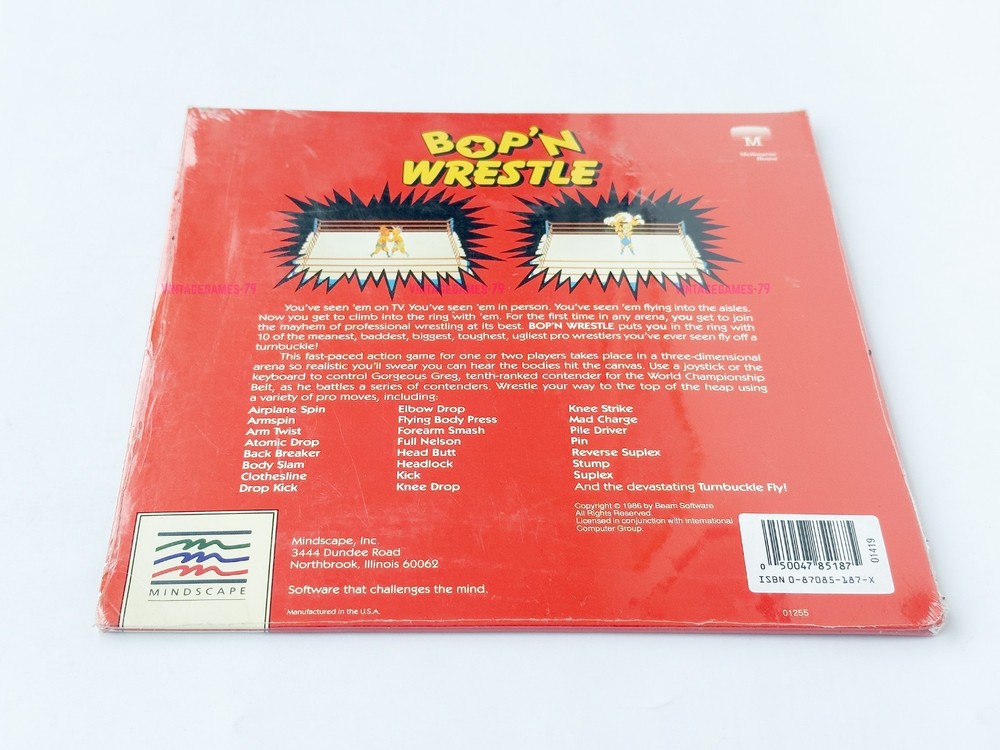 BOP'N
WRESTLE
M
Melbourne
House
VINTAGEGAMES-79
VINTAGEGAMES-79
VINTAGEGAMES-79
You've seen 'em on TV. You've seen 'em in person. You've seen 'em flying into the aisles.
Now you get to climb into the ring with 'em. For the first time in any arena, you get to join
the mayhem of professional wrestling at its best. BOP'N WRESTLE puts you in the ring with
10 of the meanest, baddest, biggest, toughest, ugliest pro wrestlers you've ever seen fly off a
turnbuckle!
This fast-paced action game for one or two players takes place in a three-dimensional
arena so realistic you'll swear you can hear the bodies hit the canvas. Use a joystick or the
keyboard to control Gorgeous Greg, tenth-ranked contender for the World Championship
Belt, as he battles a series of contenders. Wrestle your way to the top of the heap using
a variety of pro moves, including:
Airplane Spin
Armspin
Arm Twist
Atomic Drop
Back Breaker
Body Slam
Clothesline
Drop Kick
Elbow Drop
Flying Body Press
Forearm Smash
Full Nelson
Head Butt
Headlock
Kick
Knee Drop
Knee Strike
Mad Charge
Pile Driver
Pin
Reverse Suplex
Stump
Suplex
And the devastating Turnbuckle Fly!
Copyright © 1986 by Beam Software
All Rights Reserved.
Licensed in conjunction with International
Computer Group
MINDSCAPE
Mindscape, Inc.
3444 Dundee Road
Northbrook, Illinois 60062
Software that challenges the mind.
Manufactured in the U.S.A.
0 50047 85187
01419
ISBN 0-87085-187-X
01255